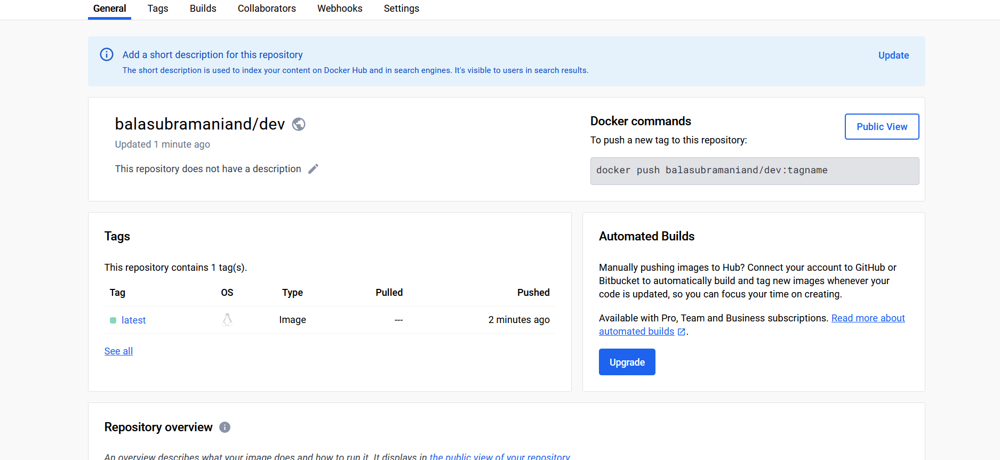 General Tags Builds Collaborators Webhooks Settings
Add a short description for this repository
Update
The short description is used to index your content on Docker Hub and in search engines. It's visible to users in search results.
balasubramaniand/dev
Updated 1 minute ago
This repository does not have a description
Docker commands
Public View
To push a new tag to this repository:
docker push balasubramaniand/dev:tagname
Tags
This repository contains 1 tag(s).
Tag OS Type Pulled Pushed
latest Image --- 2 minutes ago
See all
Automated Builds
Manually pushing images to Hub? Connect your account to GitHub or
Bitbucket to automatically build and tag new images whenever your
code is updated, so you can focus your time on creating.
Available with Pro, Team and Business subscriptions. Read more about
automated builds.
Upgrade
Repository overview
An overview describes what your image does and how to run it. It displays in the public view of your repository